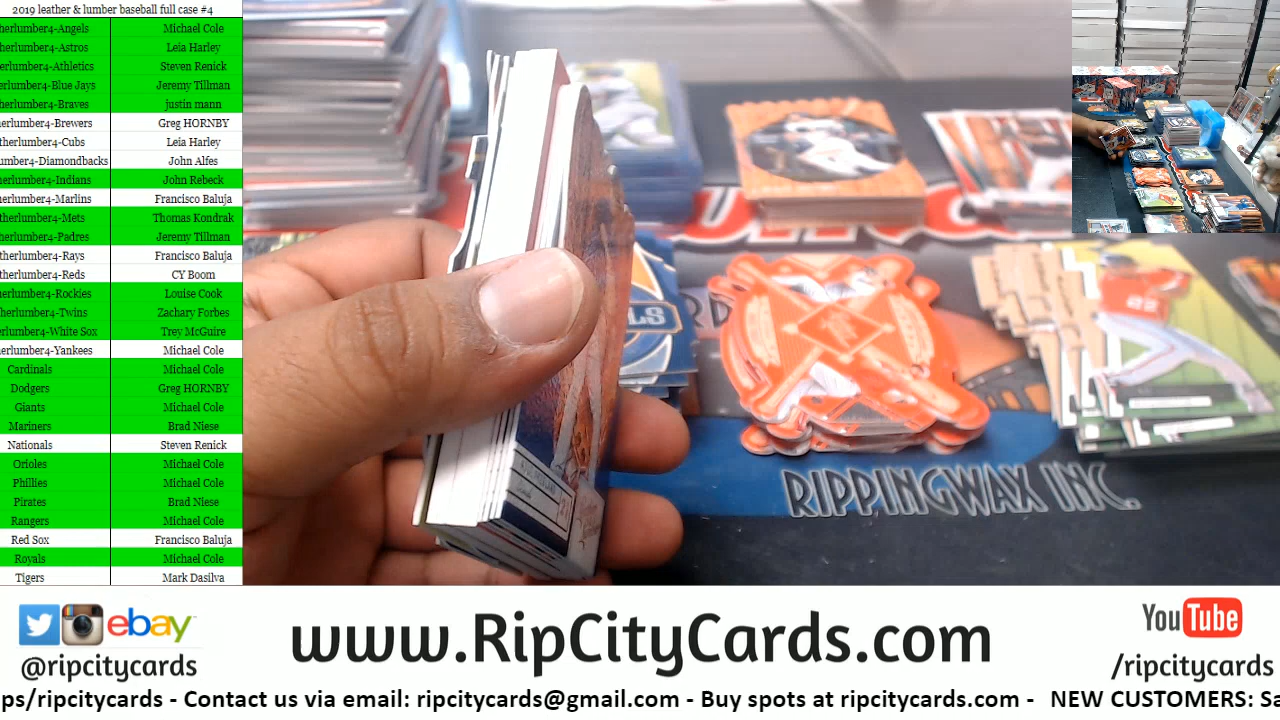 2019 leather & lumber baseball full case #4
herlumber4-Angels Michael Cole
herlumber4-Astros Leia Harley
herlumber4-Athletics Steven Renick
erlumber4-Blue Jays Jeremy Tillman
herlumber4-Braves justin mann
herlumber4-Brewers Greg HORNBY
therlumber4-Cubs Leia Harley
umber4-Diamondbacks John Alfes
herlumber4-Indians John Rebeck
herlumber4-Marlins Francisco Baluja
therlumber4-Mets Thomas Kondrak
therlumber4-Padres Jeremy Tillman
therlumber4-Rays Francisco Baluja
therlumber4-Reds CY Boom
herlumber4-Rockies Louise Cook
herlumber4-Twins Zachary Forbes
erlumber4-White Sox Trey McGuire
erlumber4-Yankees Michael Cole
Cardinals Michael Cole
Dodgers Greg HORNBY
Giants Michael Cole
Mariners Brad Niese
Nationals Steven Renick
Orioles Michael Cole
Phillies Michael Cole
Pirates Brad Niese
Rangers Michael Cole
Red Sox Francisco Baluja
Royals Michael Cole
Tigers Mark Dasilva
LS
RIPPINGWAX INC.
ebay
@ripcitycards
www.RipCityCards.com
YouTube
/ripcitycards
ps/ripcitycards - Contact us via email: ripcitycards@gmail.com - Buy spots at ripcitycards.com - NEW CUSTOMERS: Sa